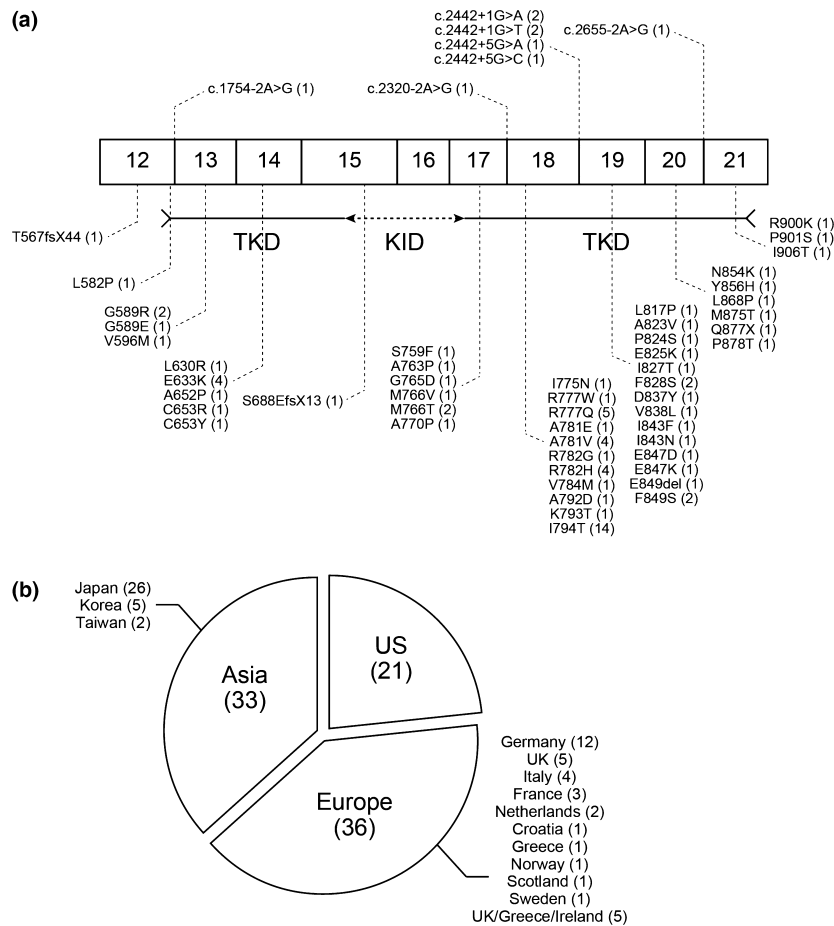 (a)
c.2442+1G>A (2)
c.2442+1G>T (2)
c.2442+5G>A (1)
c.2442+5G>C (1)
c.2655-2A>G (1)
c.1754-2A>G (1)
c.2320-2A>G (1)
12 13 14 15 16 17 18 19 20 21
TKD KID TKD
T567fsX44 (1)
L582P (1)
G589R (2)
G589E (1)
V596M (1)
L630R (1)
E633K (4)
A652P (1)
C653R (1)
C653Y (1)
S688EfsX13 (1)
S759F (1)
A763P (1)
G765D (1)
M766V (1)
M766T (2)
A770P (1)
I775N (1)
R777W (1)
R777Q (5)
A781E (1)
A781V (4)
R782G (1)
R782H (4)
V784M (1)
A792D (1)
K793T (1)
I794T (14)
L817P (1)
A823V (1)
P824S (1)
E825K (1)
I827T (1)
F828S (2)
D837Y (1)
V838L (1)
I843F (1)
I843N (1)
E847D (1)
E847K (1)
E849del (1)
F849S (2)
N854K (1)
Y856H (1)
L868P (1)
M875T (1)
Q877X (1)
P878T (1)
R900K (1)
P901S (1)
I906T (1)
(b)
Japan (26)
Korea (5)
Taiwan (2)
Asia
(33)
US
(21)
Europe
(36)
Germany (12)
UK (5)
Italy (4)
France (3)
Netherlands (2)
Croatia (1)
Greece (1)
Norway (1)
Scotland (1)
Sweden (1)
UK/Greece/Ireland (5)